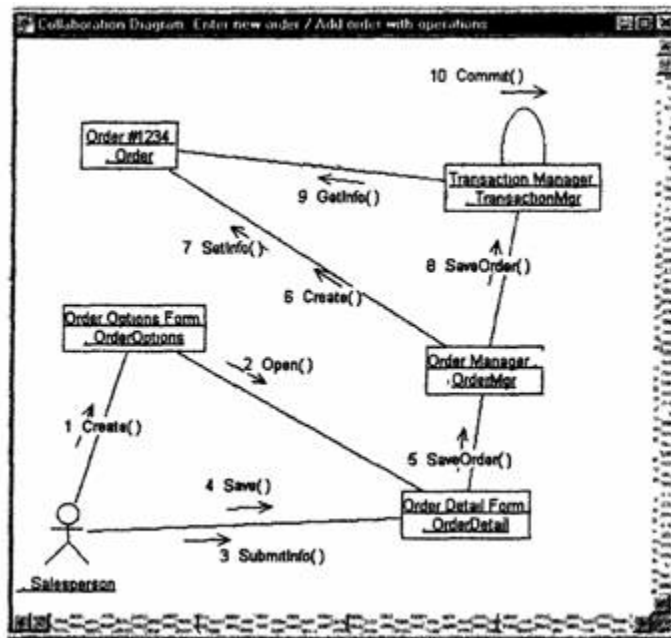 Collaboration Diagram: Enter new order / Add order with operations
10 Commit()
Order #1234
: Order
Transaction Manager
: TransactionMgr
9 GetInfo()
7 SetInfo()
8 SaveOrder()
6 Create()
Order Options Form
: OrderOptions
2 Open()
Order Manager
: OrderMgr
1 Create()
5 SaveOrder()
4 Save()
Order Detail Form
: OrderDetail
3 SubmitInfo()
: Salesperson